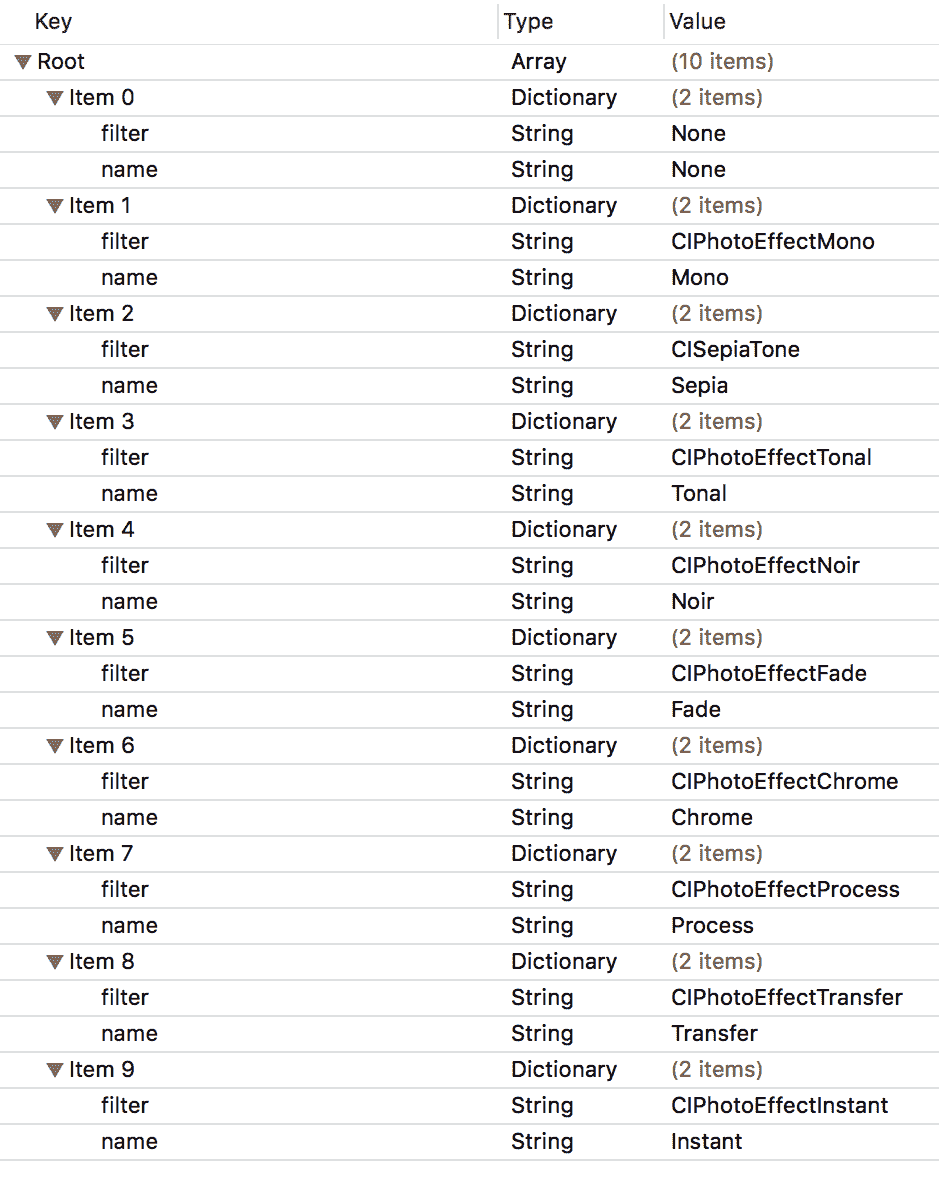 Key Type Value
Root Array (10 items)
Item 0 Dictionary (2 items)
filter String None
name String None
Item 1 Dictionary (2 items)
filter String CIPhotoEffectMono
name String Mono
Item 2 Dictionary (2 items)
filter String CISepiaTone
name String Sepia
Item 3 Dictionary (2 items)
filter String CIPhotoEffectTonal
name String Tonal
Item 4 Dictionary (2 items)
filter String CIPhotoEffectNoir
name String Noir
Item 5 Dictionary (2 items)
filter String CIPhotoEffectFade
name String Fade
Item 6 Dictionary (2 items)
filter String CIPhotoEffectChrome
name String Chrome
Item 7 Dictionary (2 items)
filter String CIPhotoEffectProcess
name String Process
Item 8 Dictionary (2 items)
filter String CIPhotoEffectTransfer
name String Transfer
Item 9 Dictionary (2 items)
filter String CIPhotoEffectInstant
name String Instant